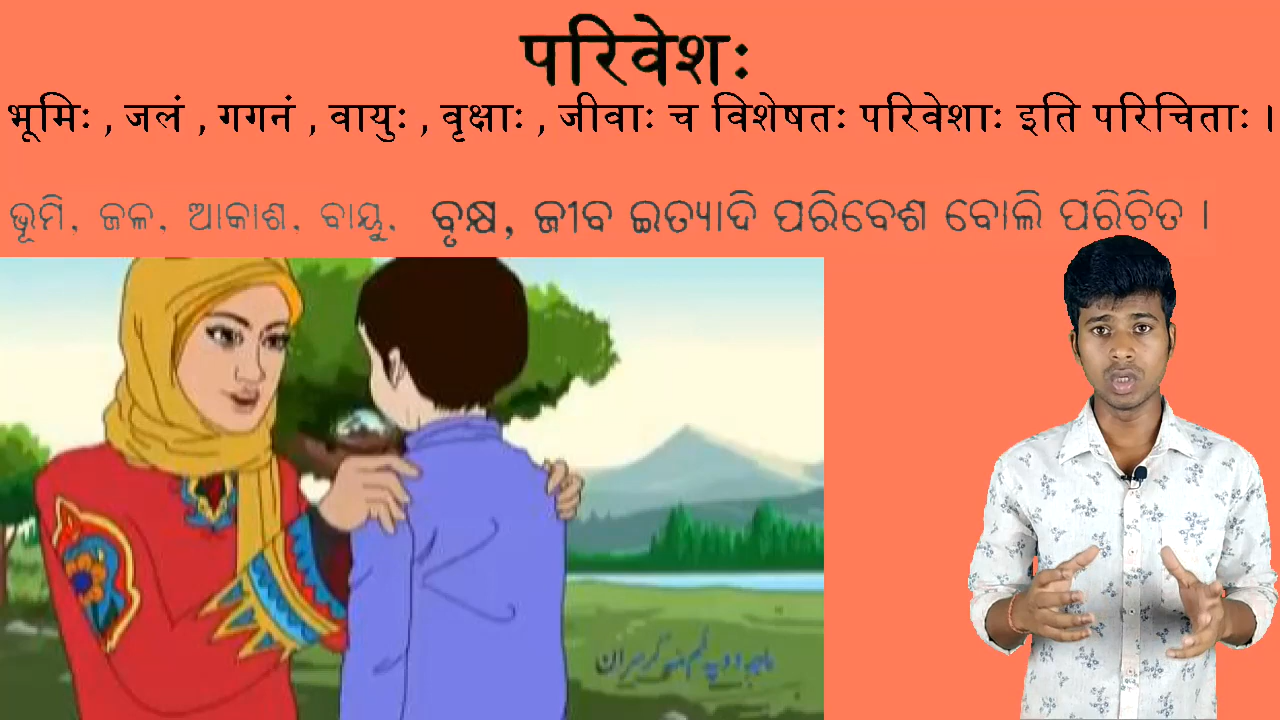 परिवेशः
भूमिः , जलं , गगनं , वायुः , वृक्षाः , जीवाः च विशेषतः परिवेशाः इति परिचिताः ।
ଭୂମି, ଜଳ, ଆକାଶ, ବାୟୁ, ବୃକ୍ଷ, ଜୀବ ଇତ୍ୟାଦି ପରିବେଶ ବୋଲି ପରିଚିତ ।